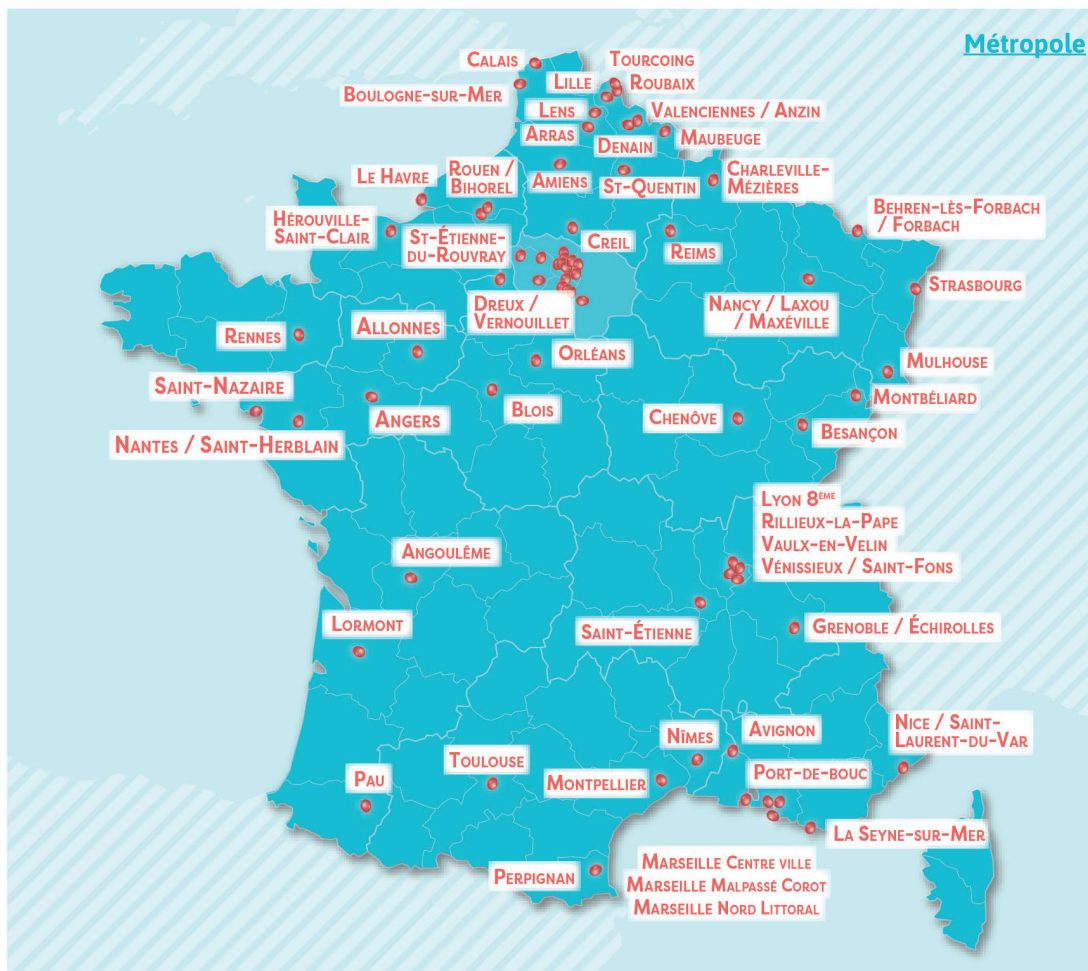 Métropole
Calais
Tourcoing
Lille
Roubaix
Boulogne-sur-Mer
Lens
Valenciennes / Anzin
Arras
Denain
Maubeuge
Le Havre
Rouen /
Bihorel
Amiens
St-Quentin
Charleville-
Mézières
Hérouville-
Saint-Clair
St-Étienne-
du-Rouvray
Creil
Reims
Behren-lès-Forbach
/ Forbach
Dreux /
Vernouillet
Nancy / Laxou
/ Maxéville
Strasbourg
Rennes
Allonnes
Orléans
Mulhouse
Saint-Nazaire
Angers
Blois
Chenôve
Montbéliard
Nantes / Saint-Herblain
Besançon
Lyon 8ème
Rillieux-la-Pape
Vaulx-en-Velin
Vénissieux / Saint-Fons
Angoulême
Lormont
Saint-Étienne
Grenoble / Échirolles
Nîmes
Avignon
Nice / Saint-
Laurent-du-Var
Pau
Toulouse
Montpellier
Port-de-bouc
La Seyne-sur-Mer
Perpignan
Marseille Centre ville
Marseille Malpassé Corot
Marseille Nord Littoral